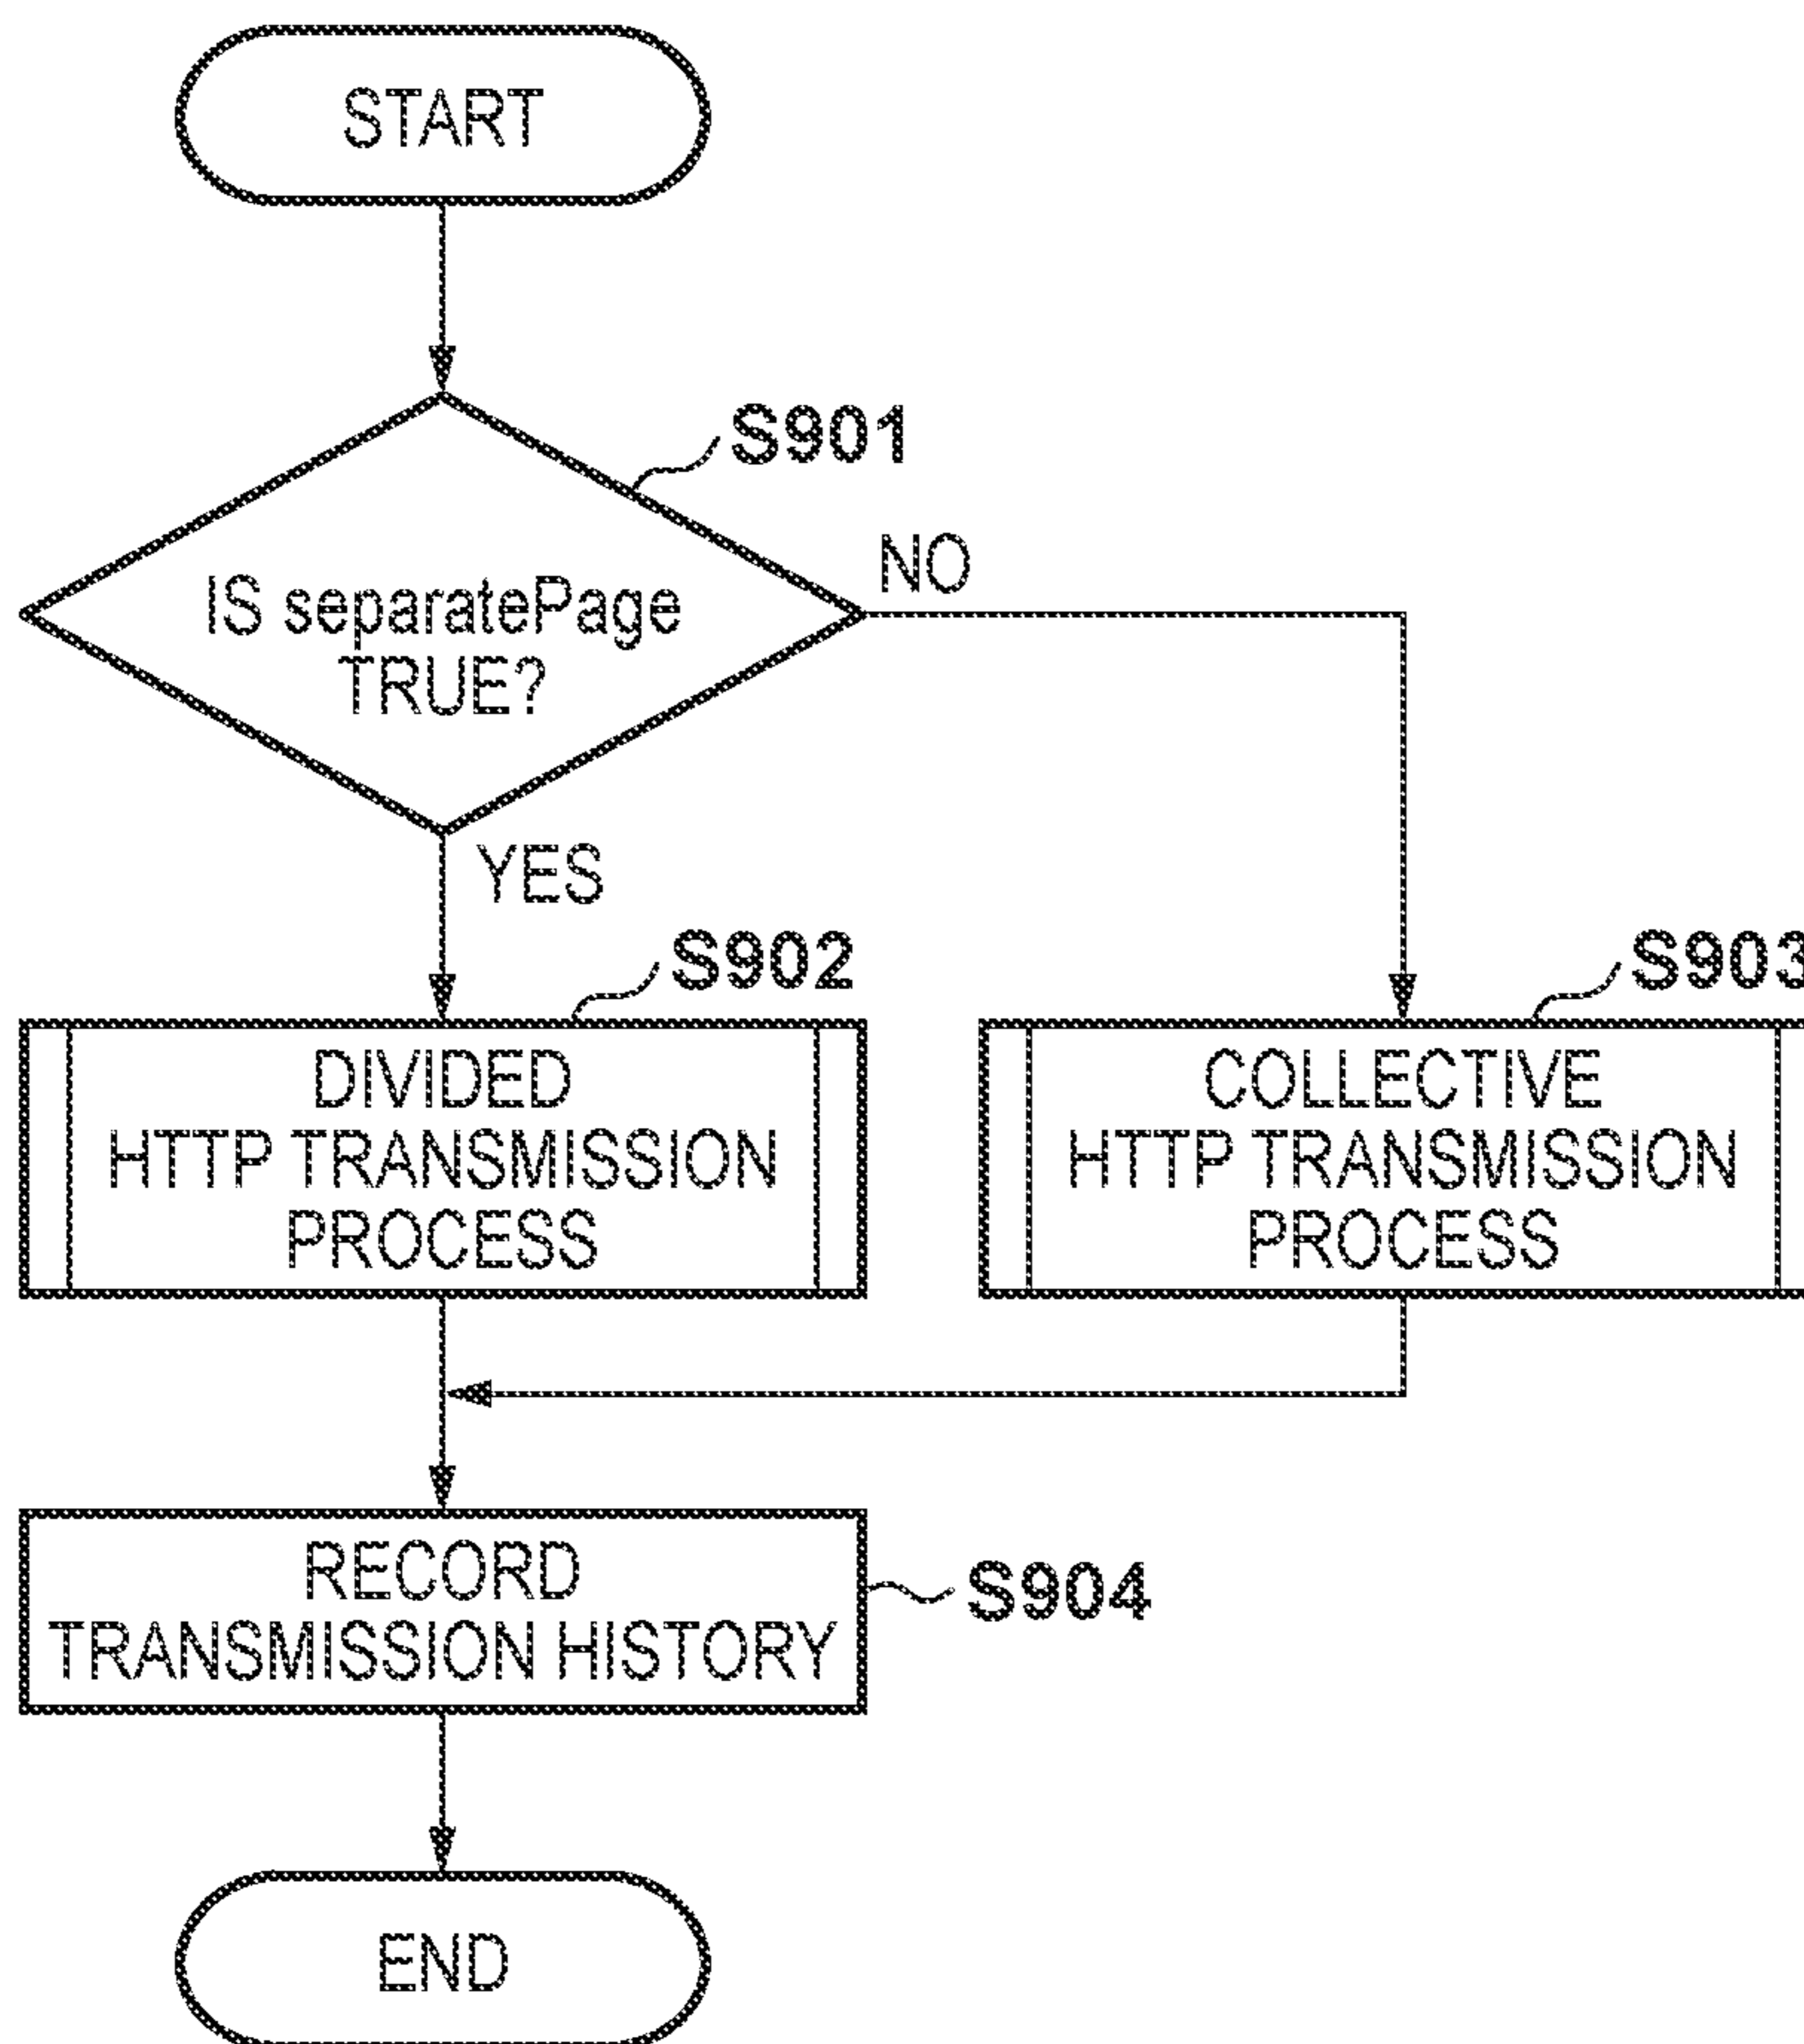 START
S901
NO
IS separatePage
TRUE?
YES
S902
S903
DIVIDED
HTTP TRANSMISSION
PROCESS
COLLECTIVE
HTTP TRANSMISSION
PROCESS
RECORD
TRANSMISSION HISTORY
S904
END